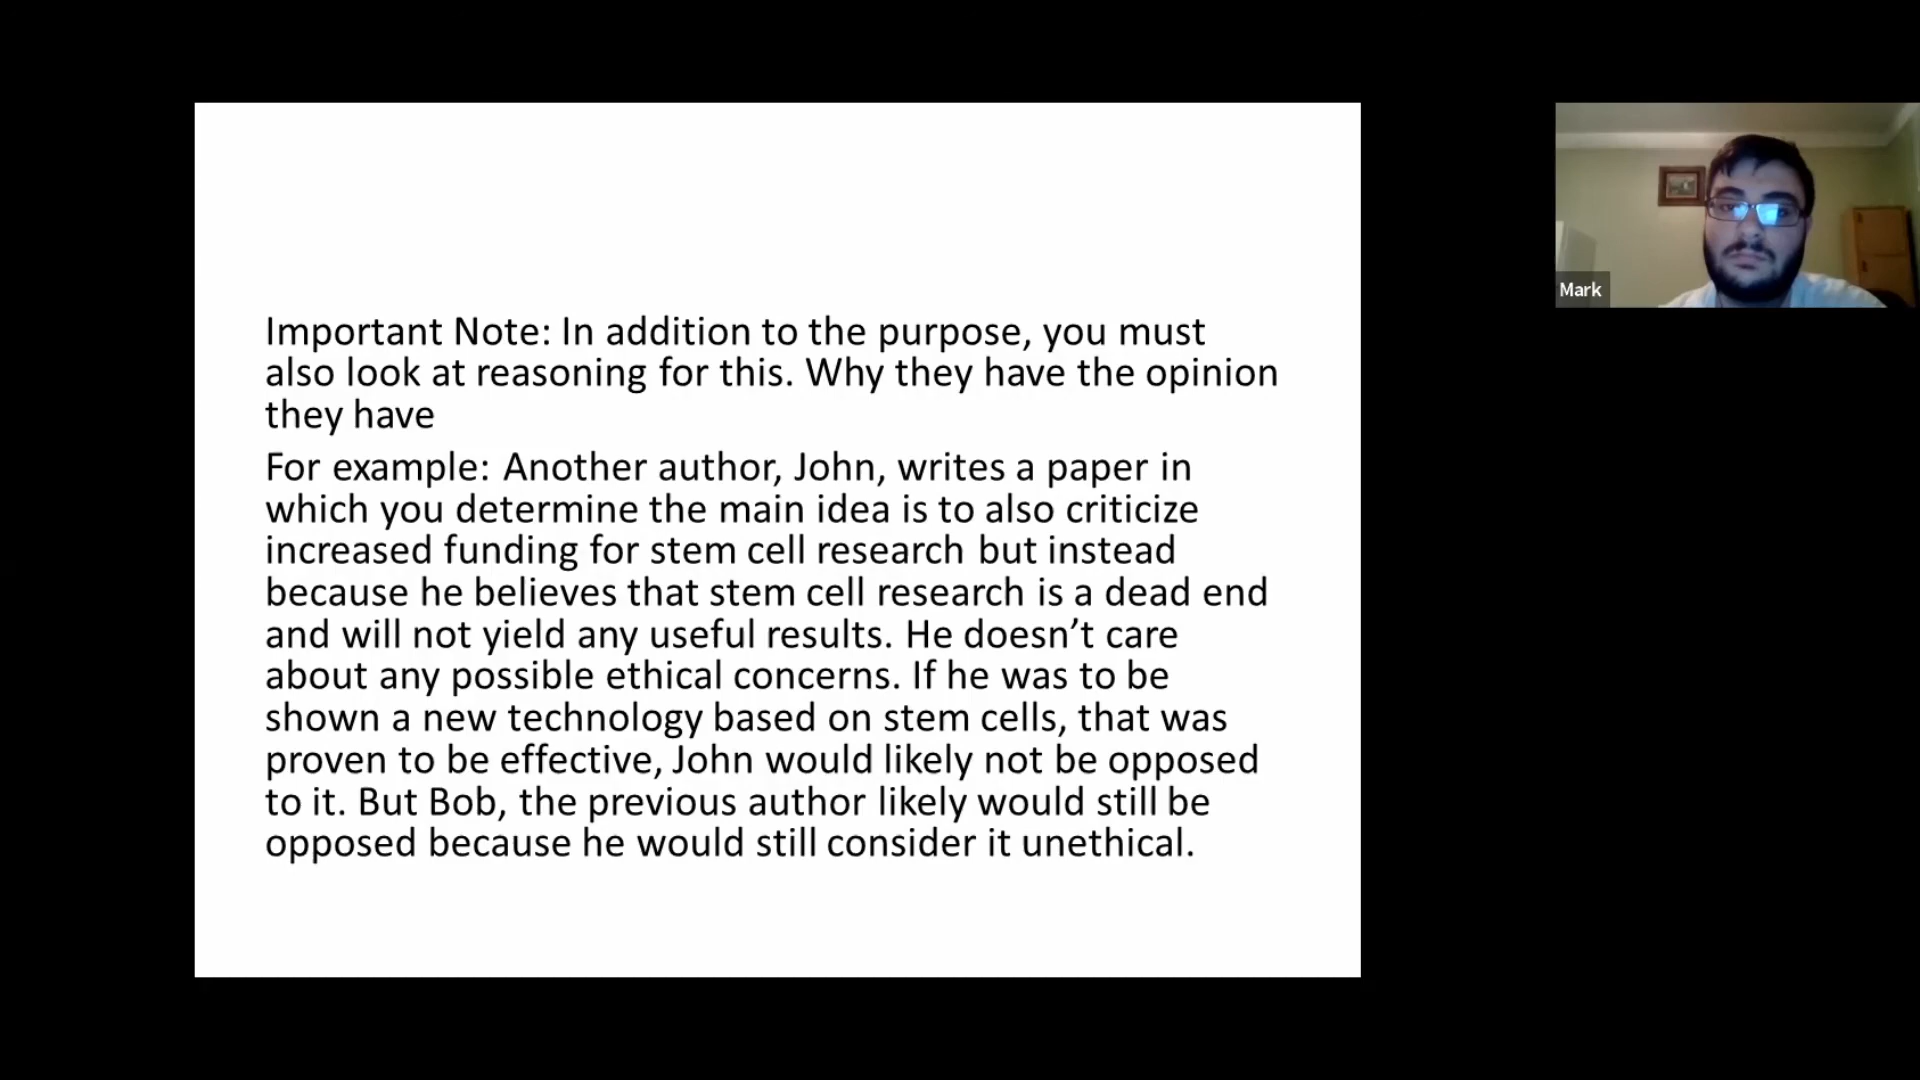 Important Note: In addition to the purpose, you must
also look at reasoning for this. Why they have the opinion
they have
For example: Another author, John, writes a paper in
which you determine the main idea is to also criticize
increased funding for stem cell research but instead
because he believes that stem cell research is a dead end
and will not yield any useful results. He doesn’t care
about any possible ethical concerns. If he was to be
shown a new technology based on stem cells, that was
proven to be effective, John would likely not be opposed
to it. But Bob, the previous author likely would still be
opposed because he would still consider it unethical.
Mark